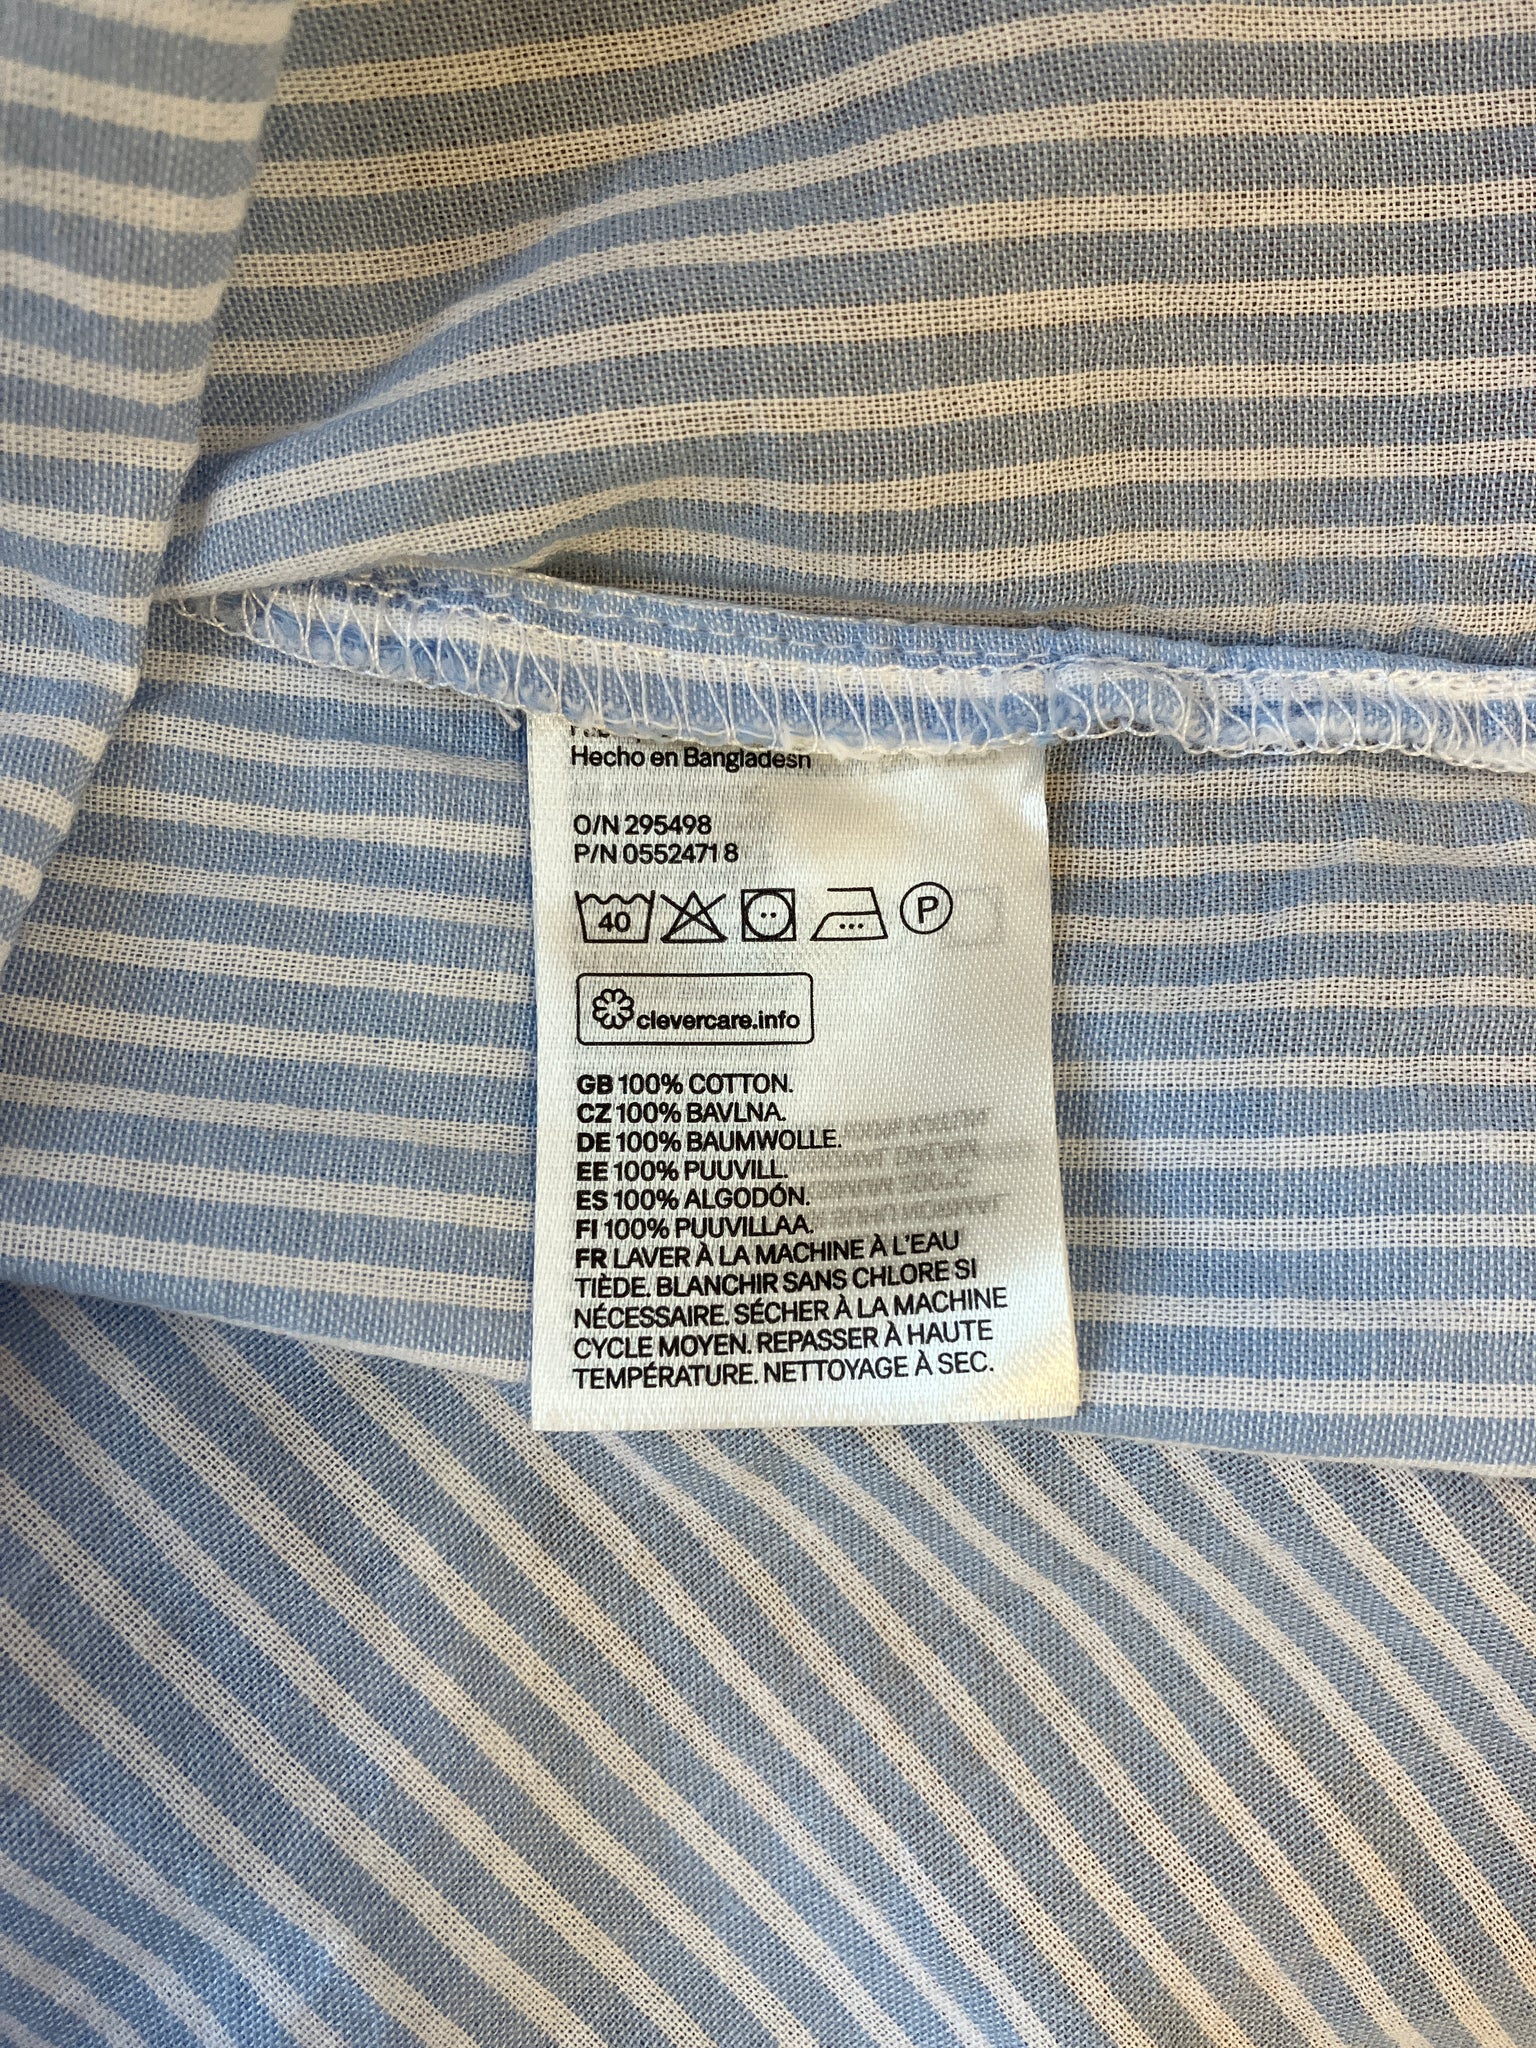 Hecho en Bangladesh
O/N 295498
P/N 05524718
40 P
clevercare.info
GB 100% COTTON.
CZ 100% BAVLNA.
DE 100% BAUMWOLLE.
EE 100% PUUVILL.
ES 100% ALGODÓN.
FI 100% PUUVILLAA.
FR LAVER À LA MACHINE À L'EAU
TIÈDE. BLANCHIR SANS CHLORE SI
NÉCESSAIRE. SÉCHER À LA MACHINE
CYCLE MOYEN. REPASSER À HAUTE
TEMPÉRATURE. NETTOYAGE À SEC.